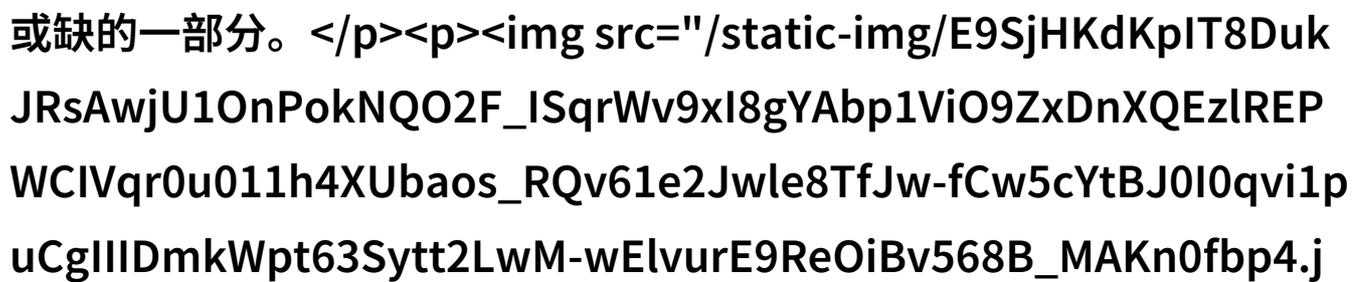 或缺的一部分。</p><p><img src="/static-img/E9SjHKdKpIT8Duk
JRsAwjU1OnPokNQO2F_ISqrWv9xI8gYAbp1ViO9ZxDnXQEzlREP
WCIVqr0u011h4XUbaos_RQv61e2Jwle8TfJw-fCw5cYtBJ0I0qvi1p
uCgIIIDmkWpt63Sytt2LwM-wElvurE9ReOiBv568B_MAKn0fbp4.j